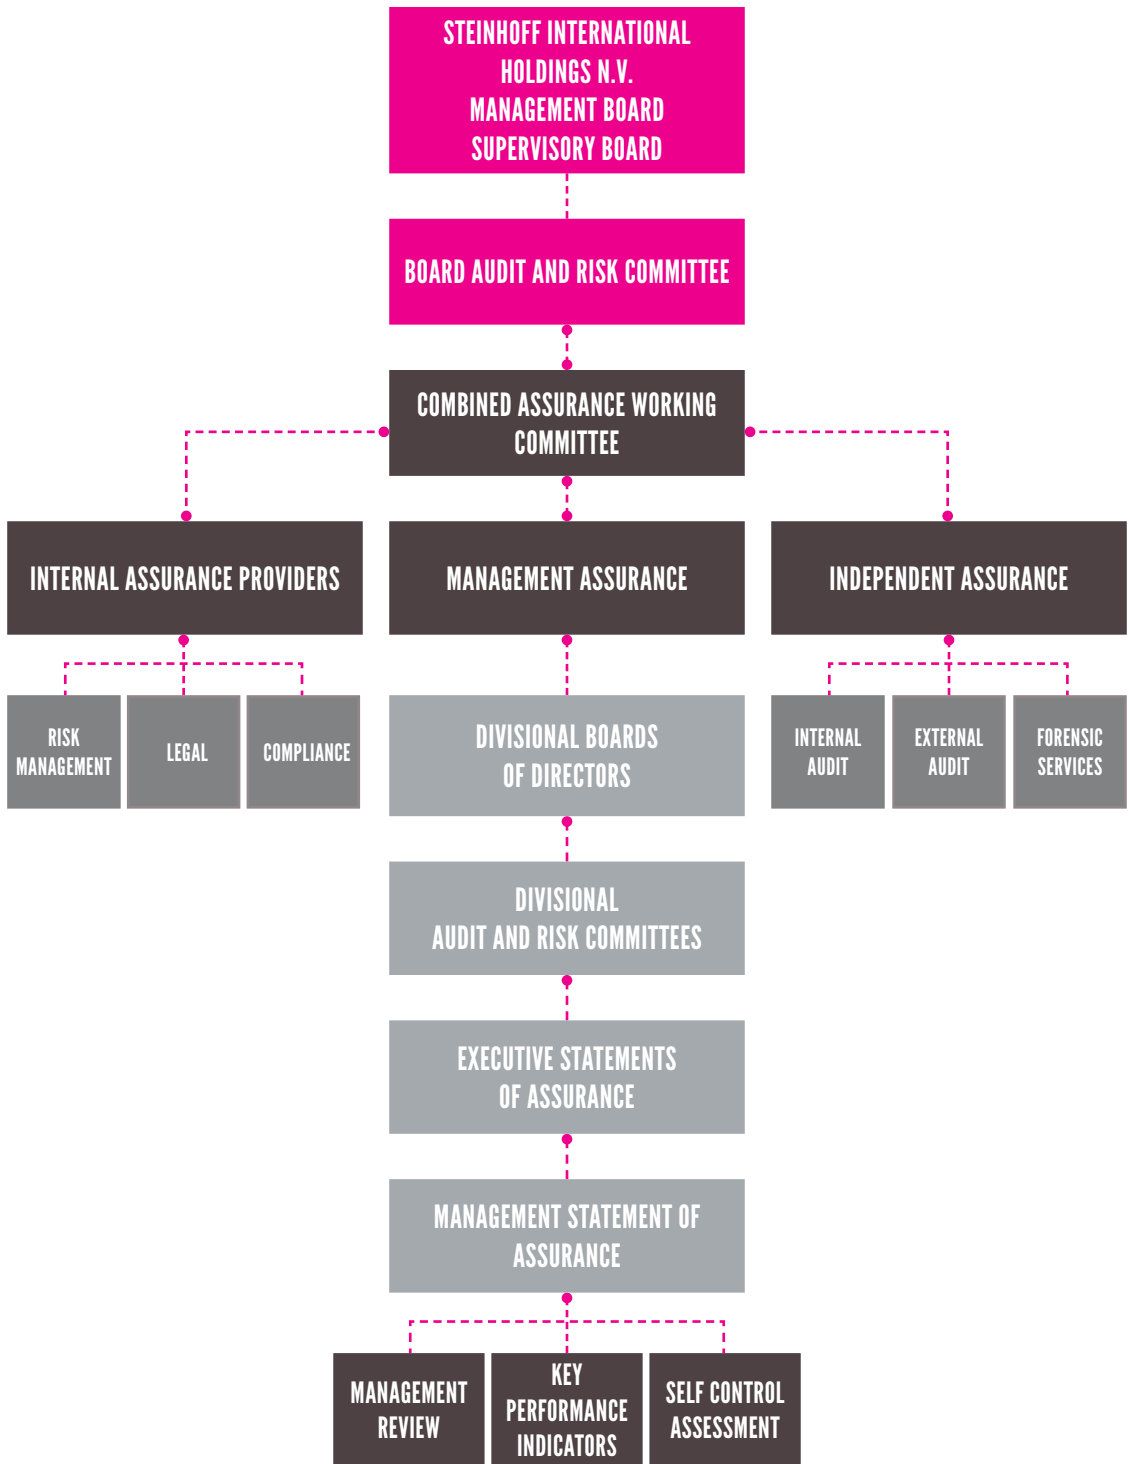 STEINHOFF INTERNATIONAL
HOLDINGS N.V.
MANAGEMENT BOARD
SUPERVISORY BOARD
BOARD AUDIT AND RISK COMMITTEE
COMBINED ASSURANCE WORKING
COMMITTEE
INTERNAL ASSURANCE PROVIDERS
MANAGEMENT ASSURANCE
INDEPENDENT ASSURANCE
RISK
MANAGEMENT
LEGAL
COMPLIANCE
DIVISIONAL BOARDS
OF DIRECTORS
INTERNAL
AUDIT
EXTERNAL
AUDIT
FORENSIC
SERVICES
DIVISIONAL
AUDIT AND RISK COMMITTEES
EXECUTIVE STATEMENTS
OF ASSURANCE
MANAGEMENT STATEMENT OF
ASSURANCE
MANAGEMENT
REVIEW
KEY
PERFORMANCE
INDICATORS
SELF CONTROL
ASSESSMENT